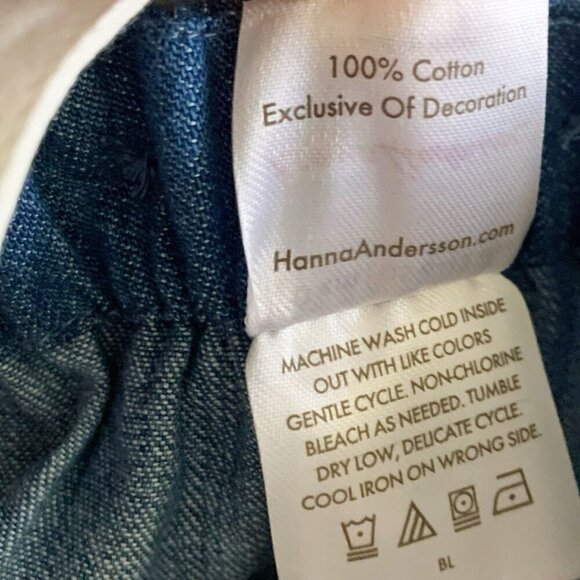 100% Cotton
Exclusive Of Decoration
HannaAndersson.com
MACHINE WASH COLD INSIDE
OUT WITH LIKE COLORS
GENTLE CYCLE. NON-CHLORINE
BLEACH AS NEEDED. TUMBLE
DRY LOW, DELICATE CYCLE.
COOL IRON ON WRONG SIDE.
BL